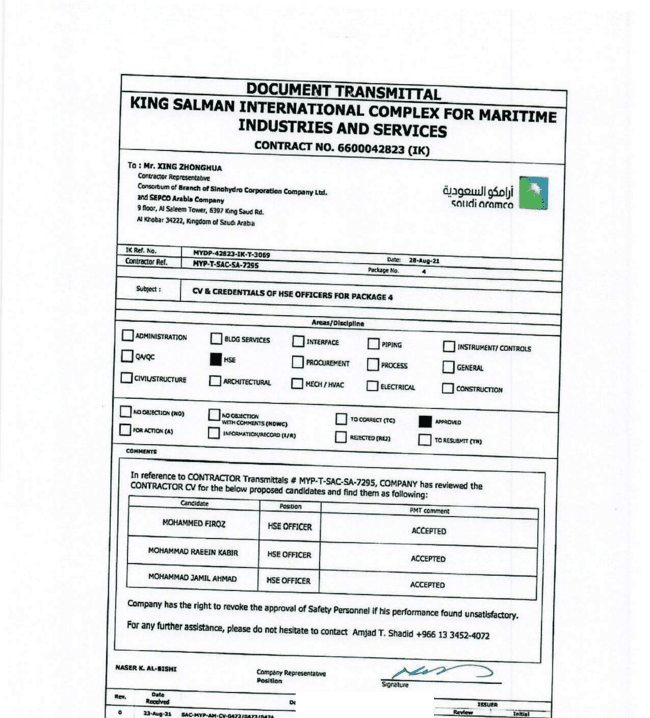 DOCUMENT TRANSMITTAL
KING SALMAN INTERNATIONAL COMPLEX FOR MARITIME
INDUSTRIES AND SERVICES
CONTRACT NO. 6600042823 (IK)
To : Mr. XING ZHONGHUA
Contractor Representative
Consortium of Branch of Sinohydro Corporation Company Ltd.
and SEPCO Arabia Company
9 floor, Al Saleem Tower, 8397 King Saud Rd.
Al Khobar 34222, Kingdom of Saudi Arabia
أرامكو السعودية
saudi aramco
IK Ref. No. MYDP-42823-IK-T-3069 Date: 28-Aug-21
Contractor Ref. MYP-T-SAC-SA-7295 Package No. 4
Subject : CV & CREDENTIALS OF HSE OFFICERS FOR PACKAGE 4
Areas/Discipline
ADMINISTRATION BLDG SERVICES INTERFACE PIPING INSTRUMENT/ CONTROLS
QA/QC HSE PROCUREMENT PROCESS GENERAL
CIVIL/STRUCTURE ARCHITECTURAL MECH / HVAC ELECTRICAL CONSTRUCTION
NO OBJECTION (NO) NO OBJECTION WITH COMMENTS (NOWC) TO CORRECT (TC) APPROVED
FOR ACTION (A) INFORMATION/RECORD (I/R) REJECTED (REJ) TO RESUBMIT (TR)
COMMENTS
In reference to CONTRACTOR Transmittals # MYP-T-SAC-SA-7295, COMPANY has reviewed the
CONTRACTOR CV for the below proposed candidates and find them as following:
Candidate Position PMT comment
MOHAMMED FIROZ HSE OFFICER ACCEPTED
MOHAMMAD RAEEIN KABIR HSE OFFICER ACCEPTED
MOHAMMAD JAMIL AHMAD HSE OFFICER ACCEPTED
Company has the right to revoke the approval of Safety Personnel if his performance found unsatisfactory.
For any further assistance, please do not hesitate to contact Amjad T. Shadid +966 13 3452-4072
NASER K. AL-BISHI Company Representative
Position Signature
Rev. Date Received ISSUER
Review Initial
0 23-Aug-21 SAC-MYP-AM-CV-0472/0473/0474